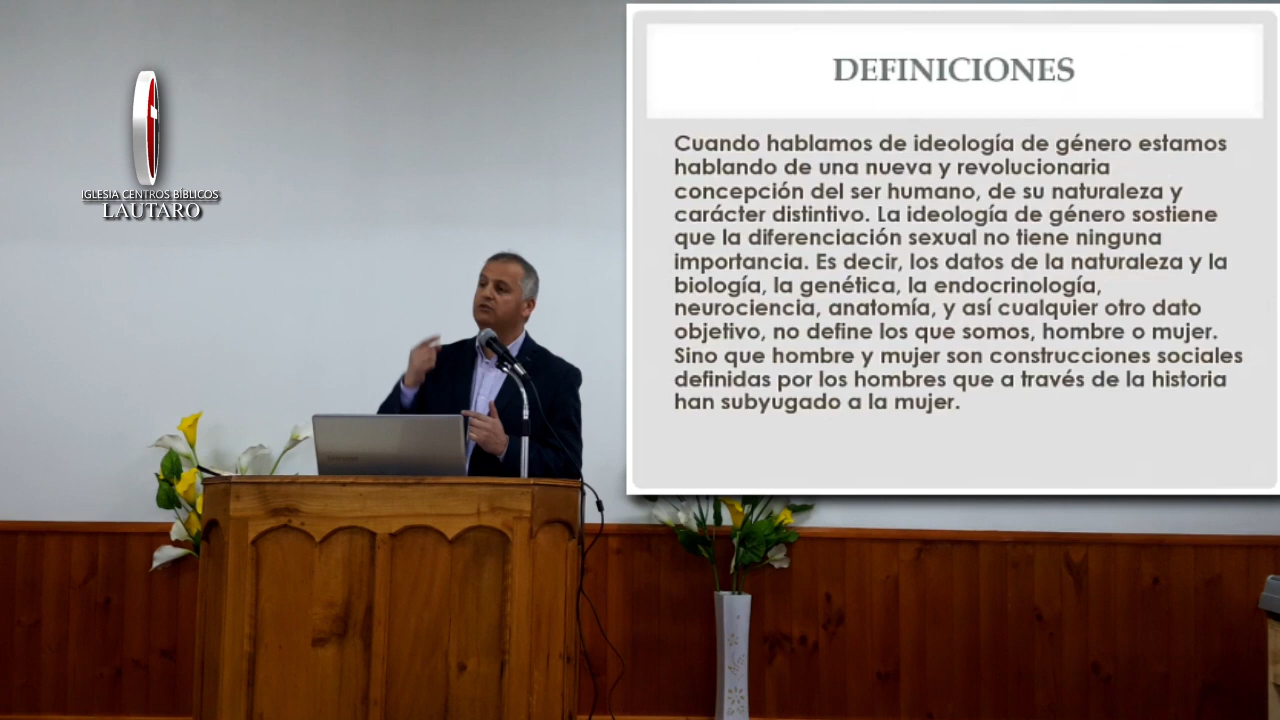 IGLESIA CENTROS BÍBLICOS
LAUTARO
DEFINICIONES
Cuando hablamos de ideología de género estamos
hablando de una nueva y revolucionaria
concepción del ser humano, de su naturaleza y
carácter distintivo. La ideología de género sostiene
que la diferenciación sexual no tiene ninguna
importancia. Es decir, los datos de la naturaleza y la
biología, la genética, la endocrinología,
neurociencia, anatomía, y así cualquier otro dato
objetivo, no define los que somos, hombre o mujer.
Sino que hombre y mujer son construcciones sociales
definidas por los hombres que a través de la historia
han subyugado a la mujer.